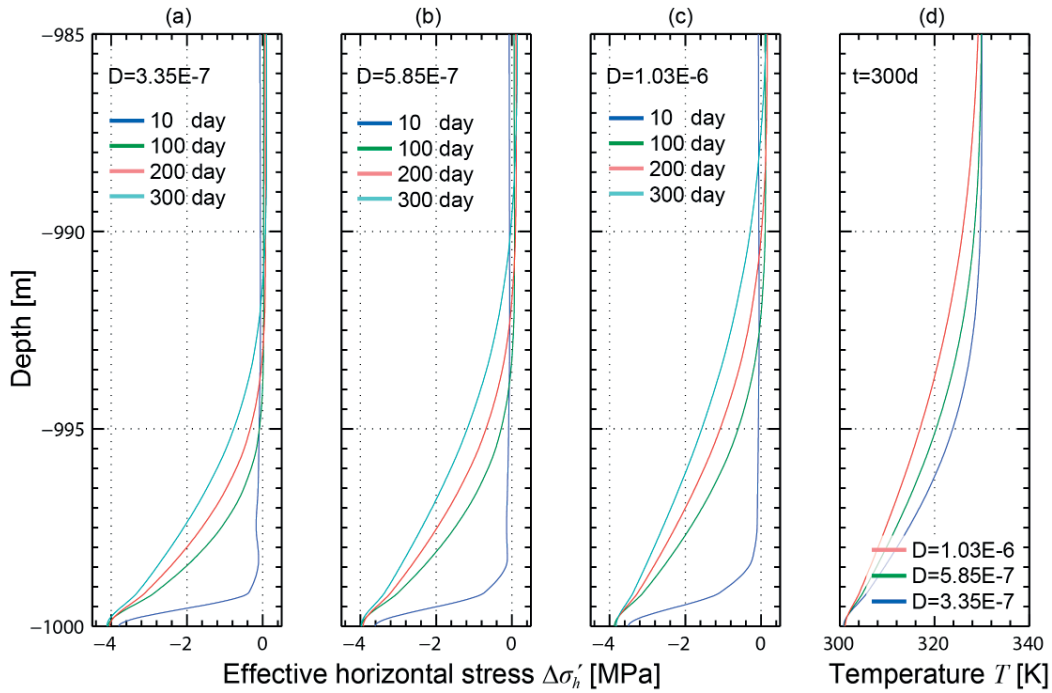 (a) (b) (c) (d)
−985
D=3.35E-7 D=5.85E-7 D=1.03E-6 t=300d
10 day 10 day 10 day
100 day 100 day 100 day
200 day 200 day 200 day
300 day 300 day 300 day
−990
Depth [m]
−995
D=1.03E-6
D=5.85E-7
D=3.35E-7
−1000
−4 −2 0 −4 −2 0 −4 −2 0 300 320 340
Effective horizontal stress Δσ′h [MPa] Temperature T [K]